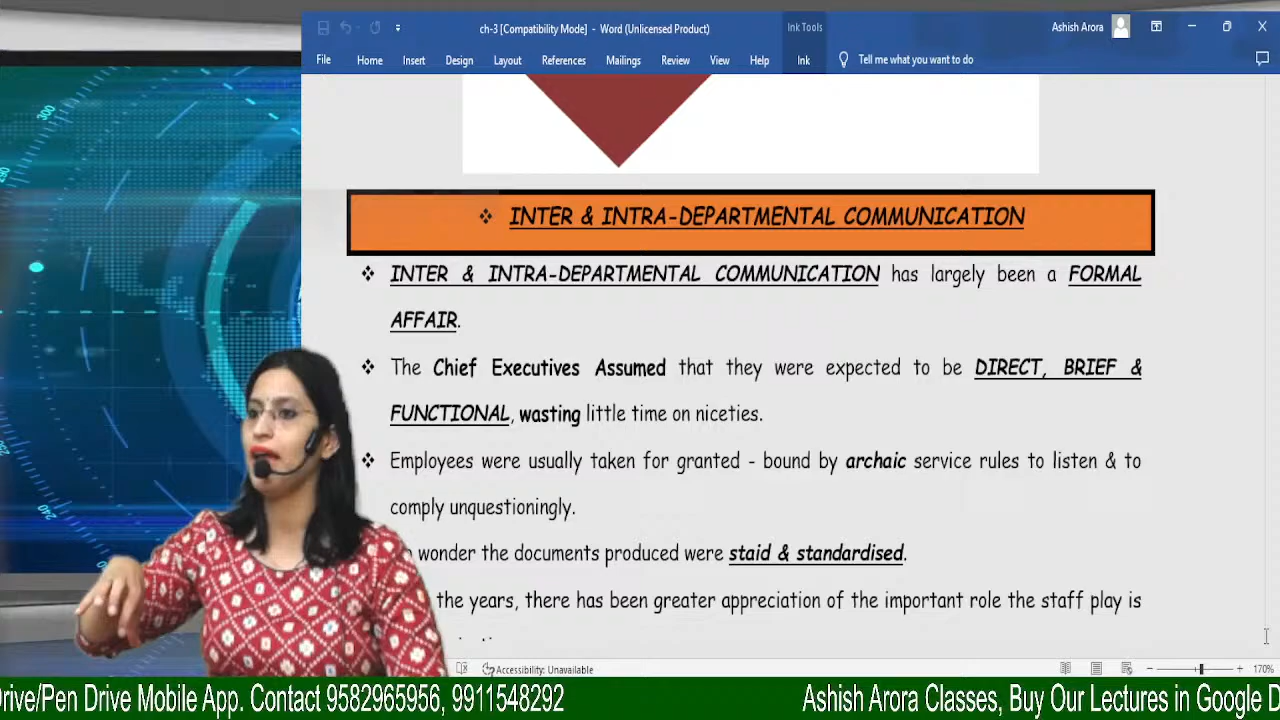 ch-3 [Compatibility Mode] - Word (Unlicensed Product)
Ink Tools
Ashish Arora
File Home Insert Design Layout References Mailings Review View Help Ink Tell me what you want to do
300
290
240
❖ INTER & INTRA-DEPARTMENTAL COMMUNICATION
❖ INTER & INTRA-DEPARTMENTAL COMMUNICATION has largely been a FORMAL
AFFAIR.
❖ The Chief Executives Assumed that they were expected to be DIRECT, BRIEF &
FUNCTIONAL, wasting little time on niceties.
❖ Employees were usually taken for granted - bound by archaic service rules to listen & to
comply unquestioningly.
wonder the documents produced were staid & standardised.
the years, there has been greater appreciation of the important role the staff play is
Accessibility: Unavailable
170%
Drive/Pen Drive Mobile App. Contact 9582965956, 9911548292
Ashish Arora Classes, Buy Our Lectures in Google D